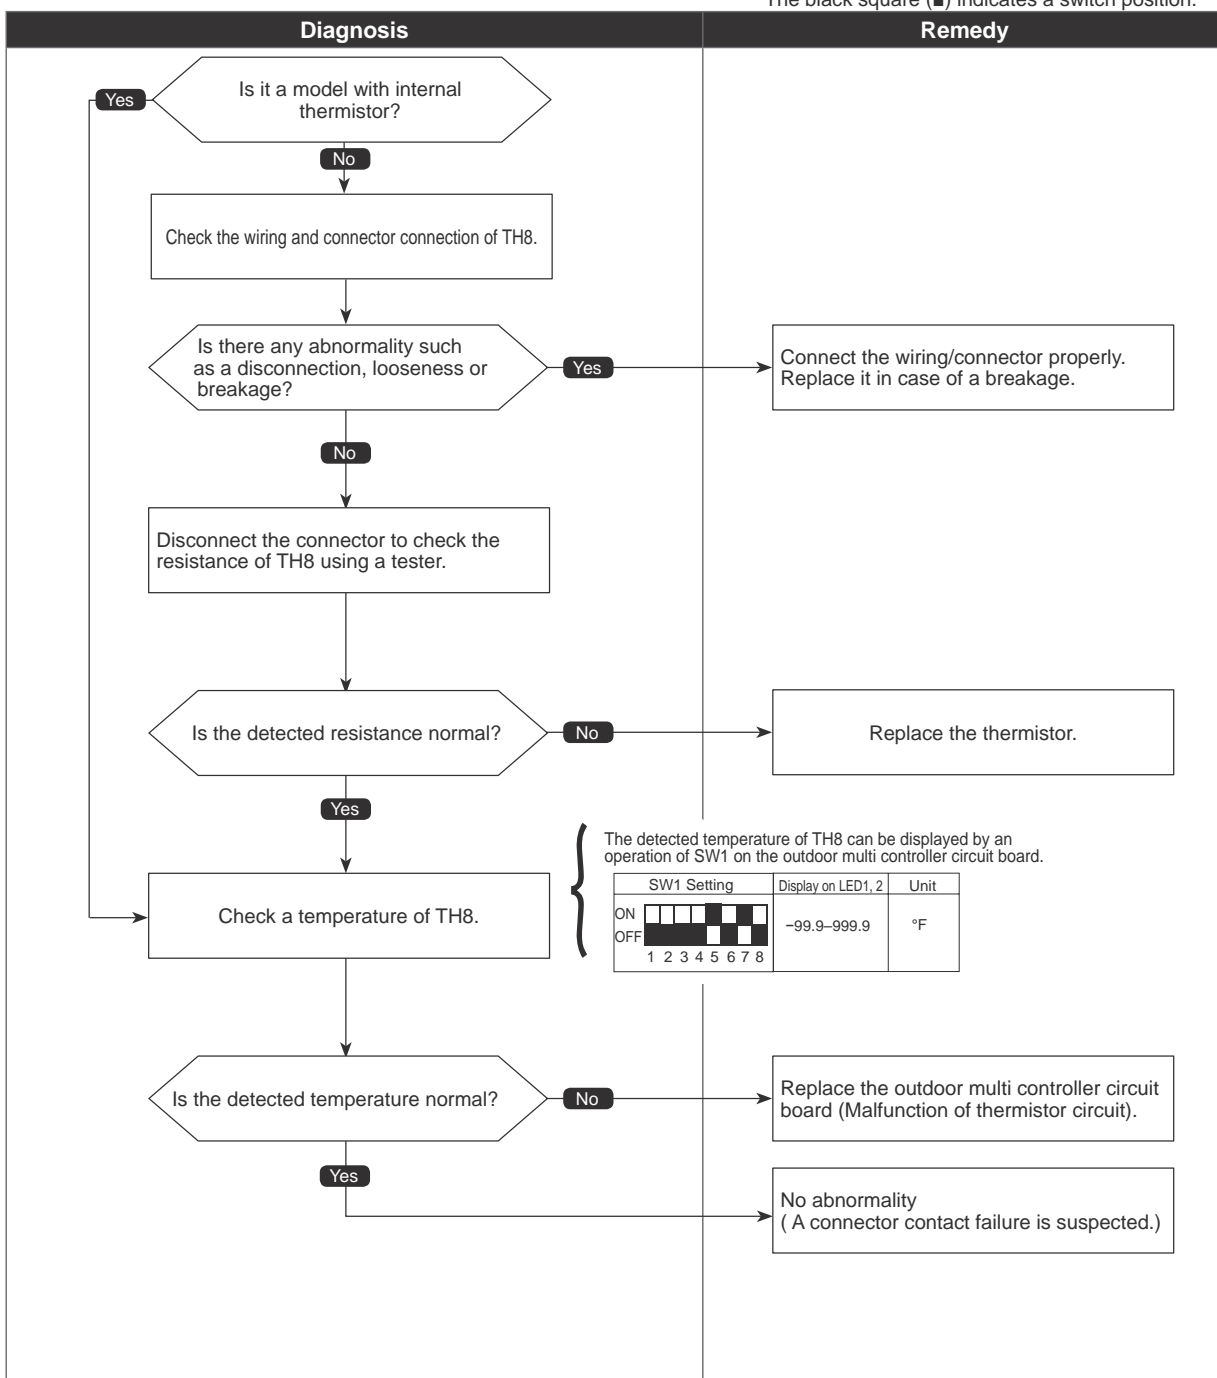 The black square (■) indicates a switch position.
Diagnosis
Remedy
Is it a model with internal
thermistor?
Yes
No
Check the wiring and connector connection of TH8.
Is there any abnormality such
as a disconnection, looseness or
breakage?
Yes
Connect the wiring/connector properly.
Replace it in case of a breakage.
No
Disconnect the connector to check the
resistance of TH8 using a tester.
Is the detected resistance normal?
No
Replace the thermistor.
Yes
The detected temperature of TH8 can be displayed by an
operation of SW1 on the outdoor multi controller circuit board.
SW1 Setting
Display on LED1, 2
Unit
ON
OFF
1 2 3 4 5 6 7 8
−99.9–999.9
°F
Check a temperature of TH8.
Is the detected temperature normal?
No
Replace the outdoor multi controller circuit
board (Malfunction of thermistor circuit).
Yes
No abnormality
( A connector contact failure is suspected.)